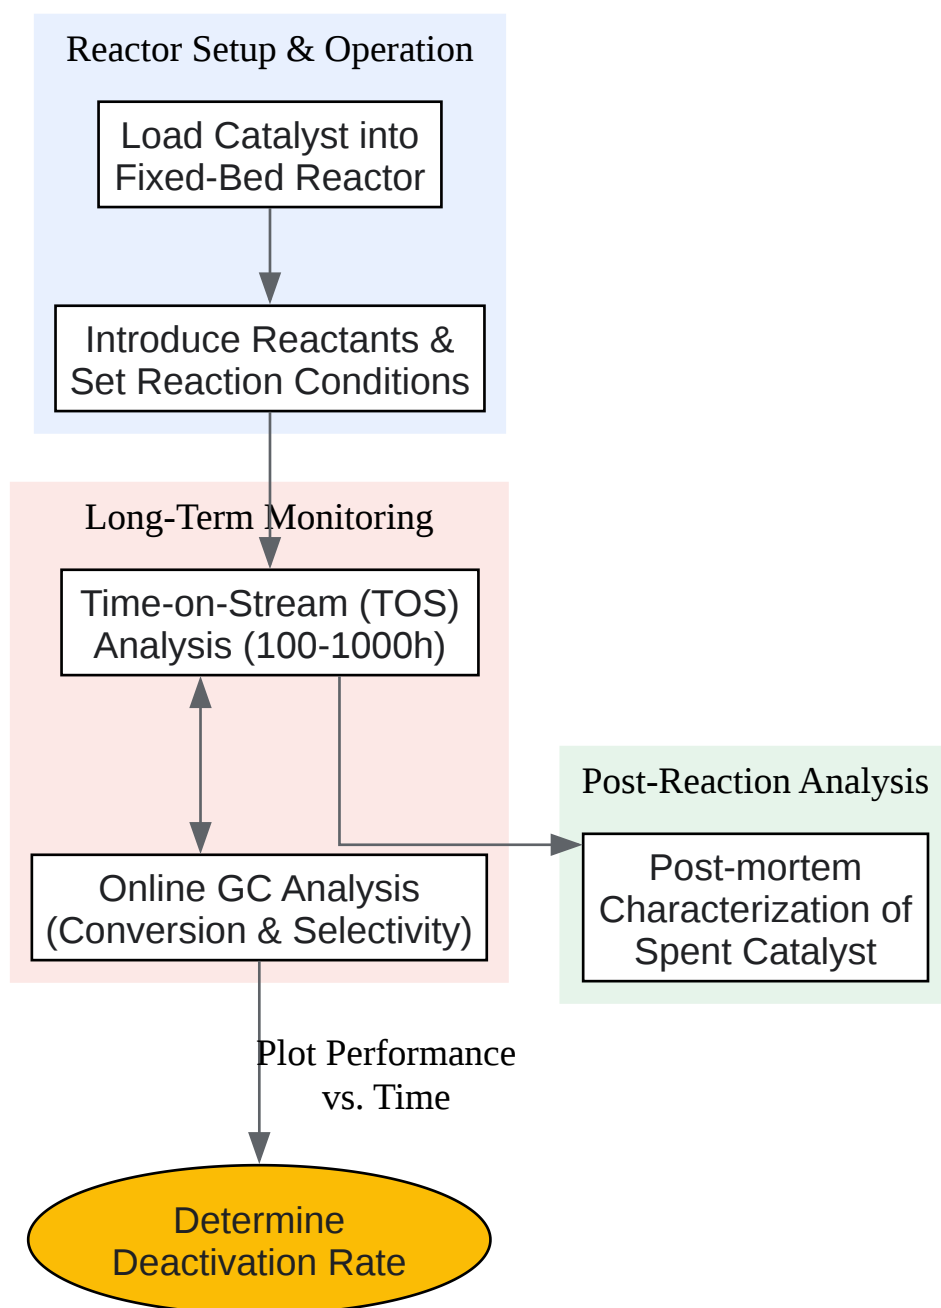 Reactor Setup & Operation
Load Catalyst into
Fixed-Bed Reactor
Introduce Reactants &
Set Reaction Conditions
Long-Term Monitoring
Time-on-Stream (TOS)
Analysis (100-1000h)
Post-Reaction Analysis
Post-mortem
Characterization of
Spent Catalyst
Online GC Analysis
(Conversion & Selectivity)
Plot Performance
vs. Time
Determine
Deactivation Rate